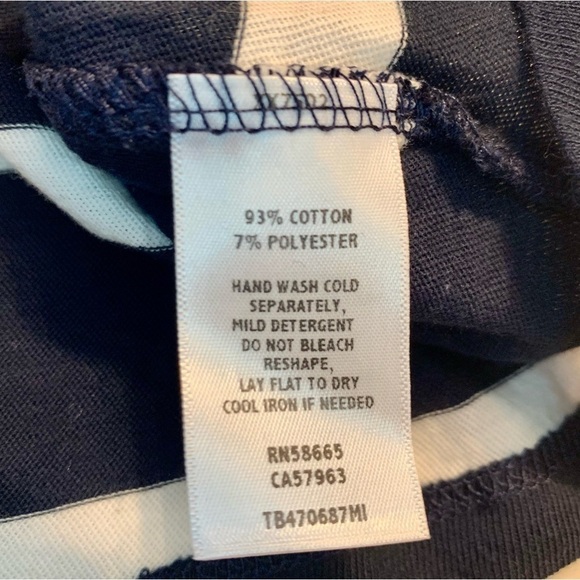 93% COTTON
7% POLYESTER
HAND WASH COLD
SEPARATELY,
MILD DETERGENT
DO NOT BLEACH
RESHAPE,
LAY FLAT TO DRY
COOL IRON IF NEEDED
RN58665
CA57963
TB470687MI